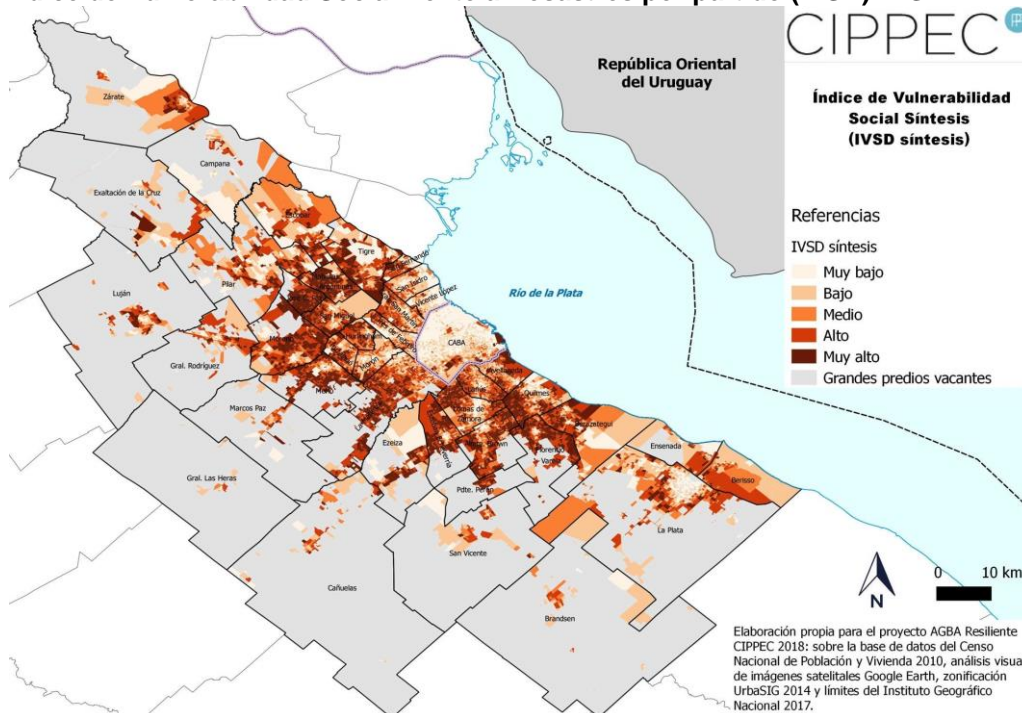 CIPPEC
República Oriental
del Uruguay
Índice de Vulnerabilidad
Social Síntesis
(IVSD síntesis)
Referencias
IVSD síntesis
Muy bajo
Bajo
Medio
Alto
Muy alto
Grandes predios vacantes
Río de la Plata
Zárate
Campana
Exaltación de la Cruz
Tigre
San Isidro
Vicente López
Pilar
Luján
CABA
Gral. Rodríguez
Marcos Paz
Ezeiza
Quilmes
Ensenada
Berisso
Gral. Las Heras
Pdte. Perón
La Plata
San Vicente
Cañuelas
Brandsen
N
0 10 km
Elaboración propia para el proyecto AGBA Resiliente
CIPPEC 2018: sobre la base de datos del Censo
Nacional de Población y Vivienda 2010, análisis visua
de imágenes satelitales Google Earth, zonificación
UrbaSIG 2014 y límites del Instituto Geográfico
Nacional 2017.